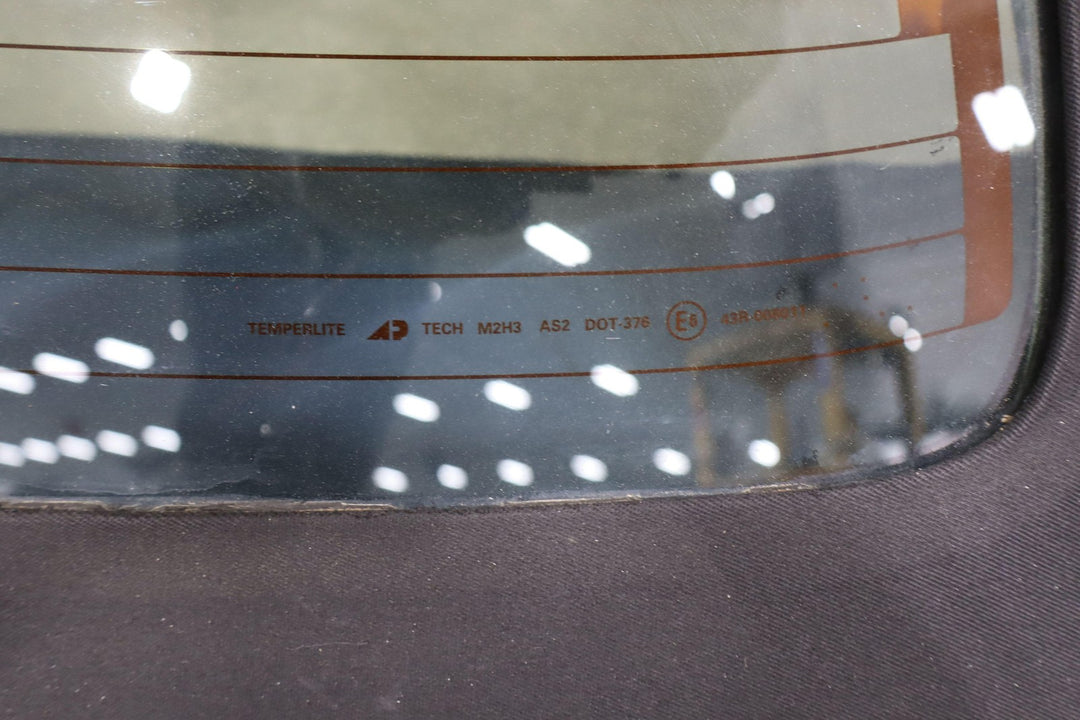 TEMPERLITE AP TECH M2H3 AS2 DOT-376 E6